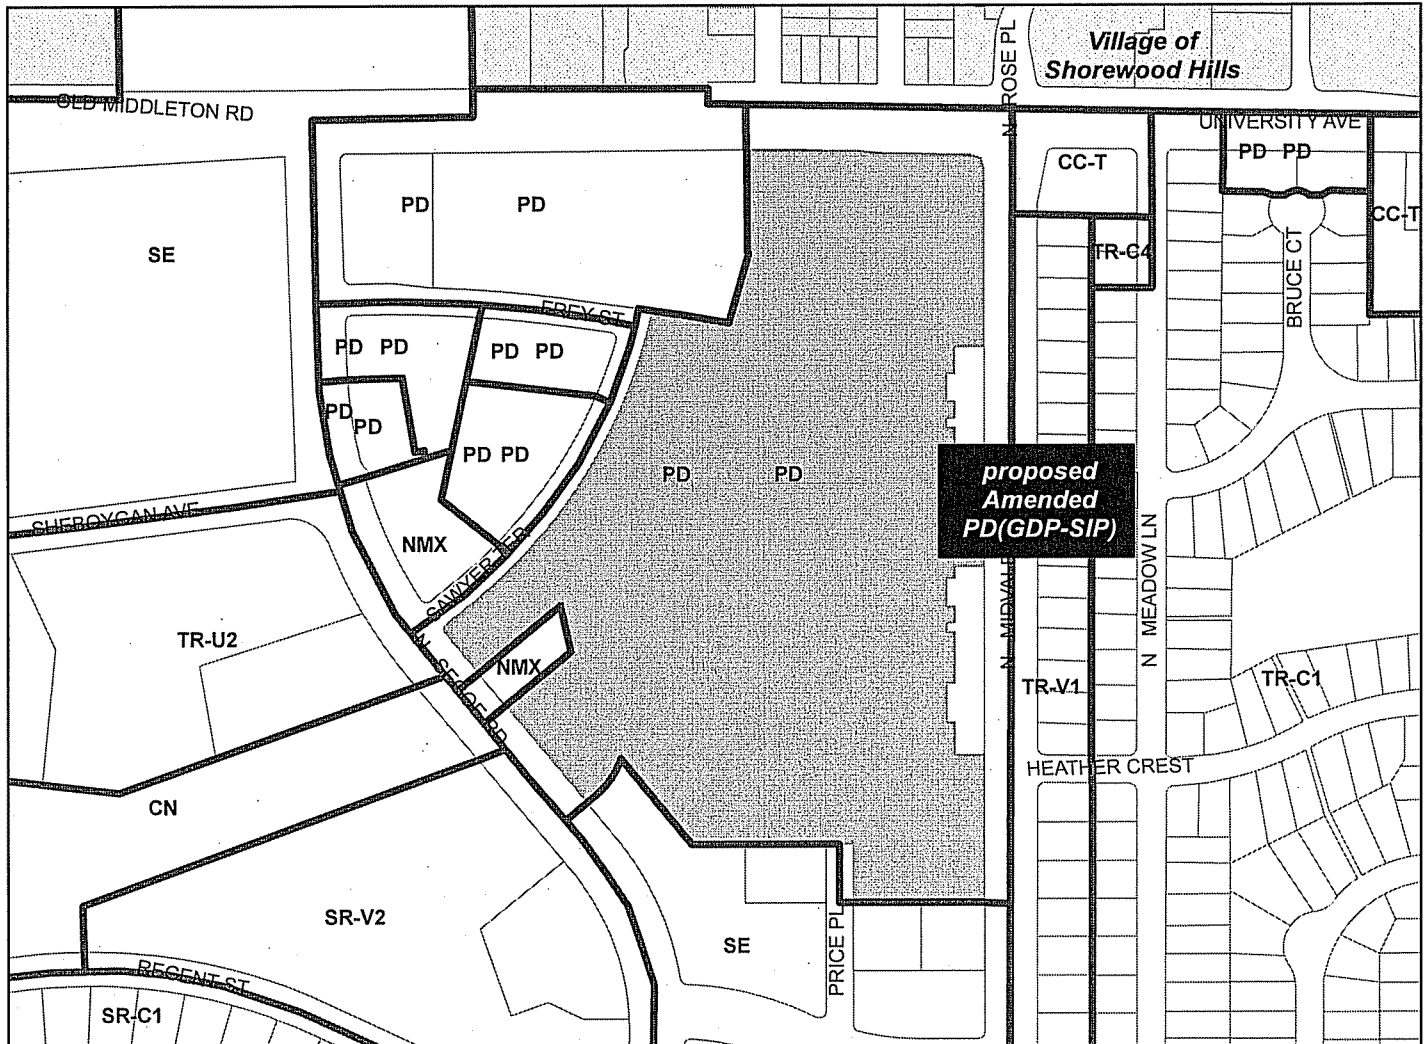 Village of
Shorewood Hills
N ROSE PL
OLD MIDDLETON RD
UNIVERSITY AVE
PD PD
CC-T
PD
PD
CC-T
SE
TR-C4
BRUCE CT
FREY ST
PD PD
PD PD
PD
PD
PD PD
PD
PD
proposed
Amended
PD(GDP-SIP)
SHEBOYGAN AVE
NMX
SAWYER TER
N MIDVALE
N MEADOW LN
TR-U2
N SEGOE RD
NMX
TR-V1
TR-C1
HEATHER CREST
CN
SR-V2
SE
PRICE PL
REGENT ST
SR-C1